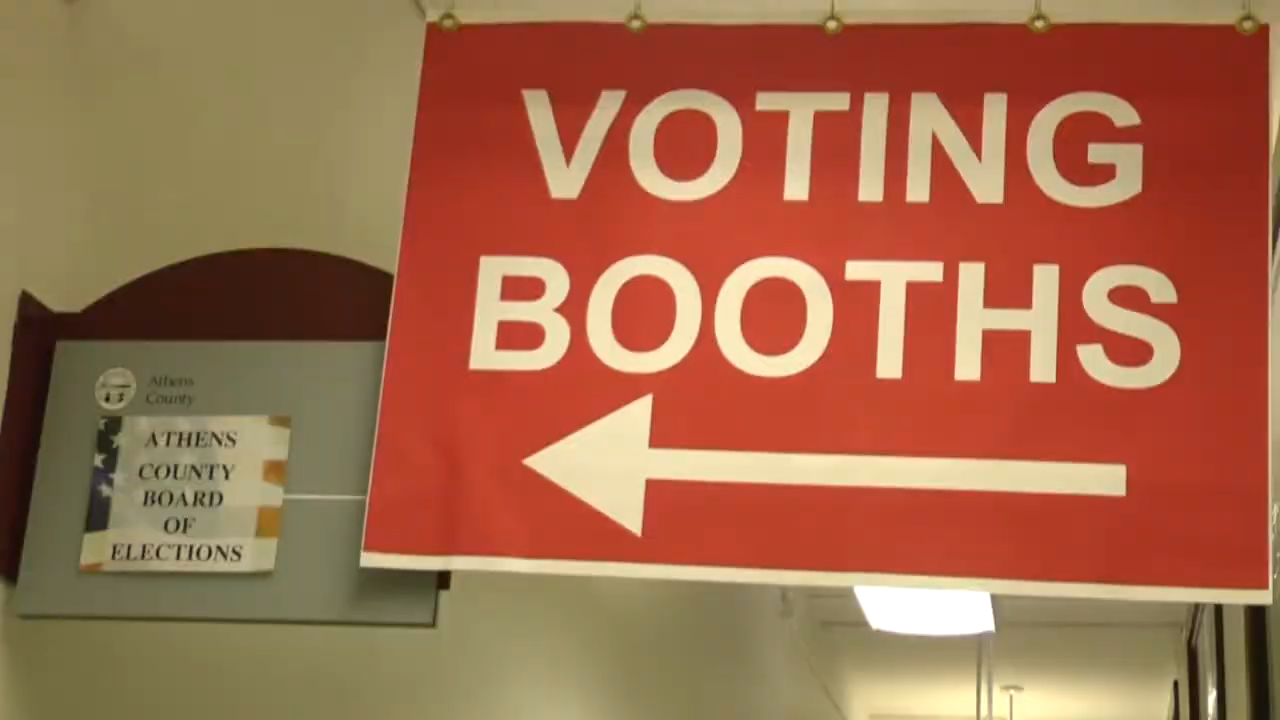 VOTING
BOOTHS
Athens
County
ATHENS
COUNTY
BOARD
OF
ELECTIONS